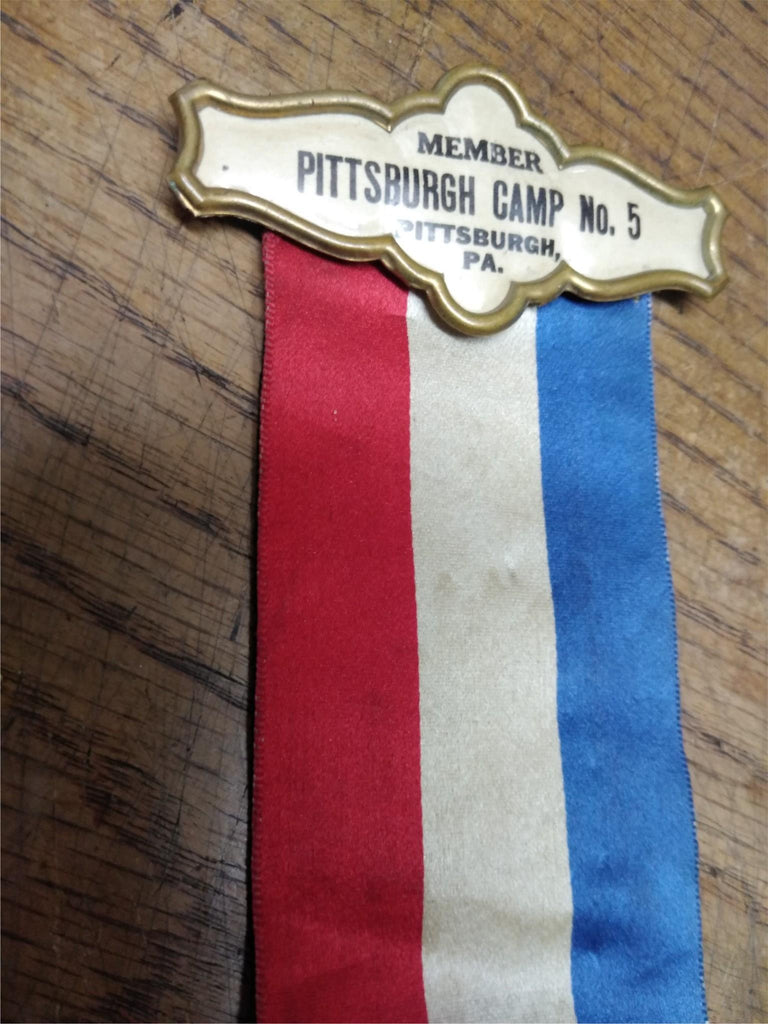 MEMBER
PITTSBURGH CAMP No. 5
PITTSBURGH,
PA.